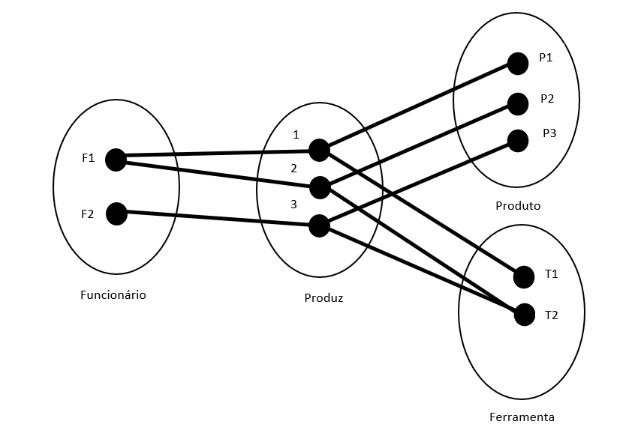 P1
P2
P3
Produto
1
2
3
F1
F2
Funcionário
Produz
T1
T2
Ferramenta